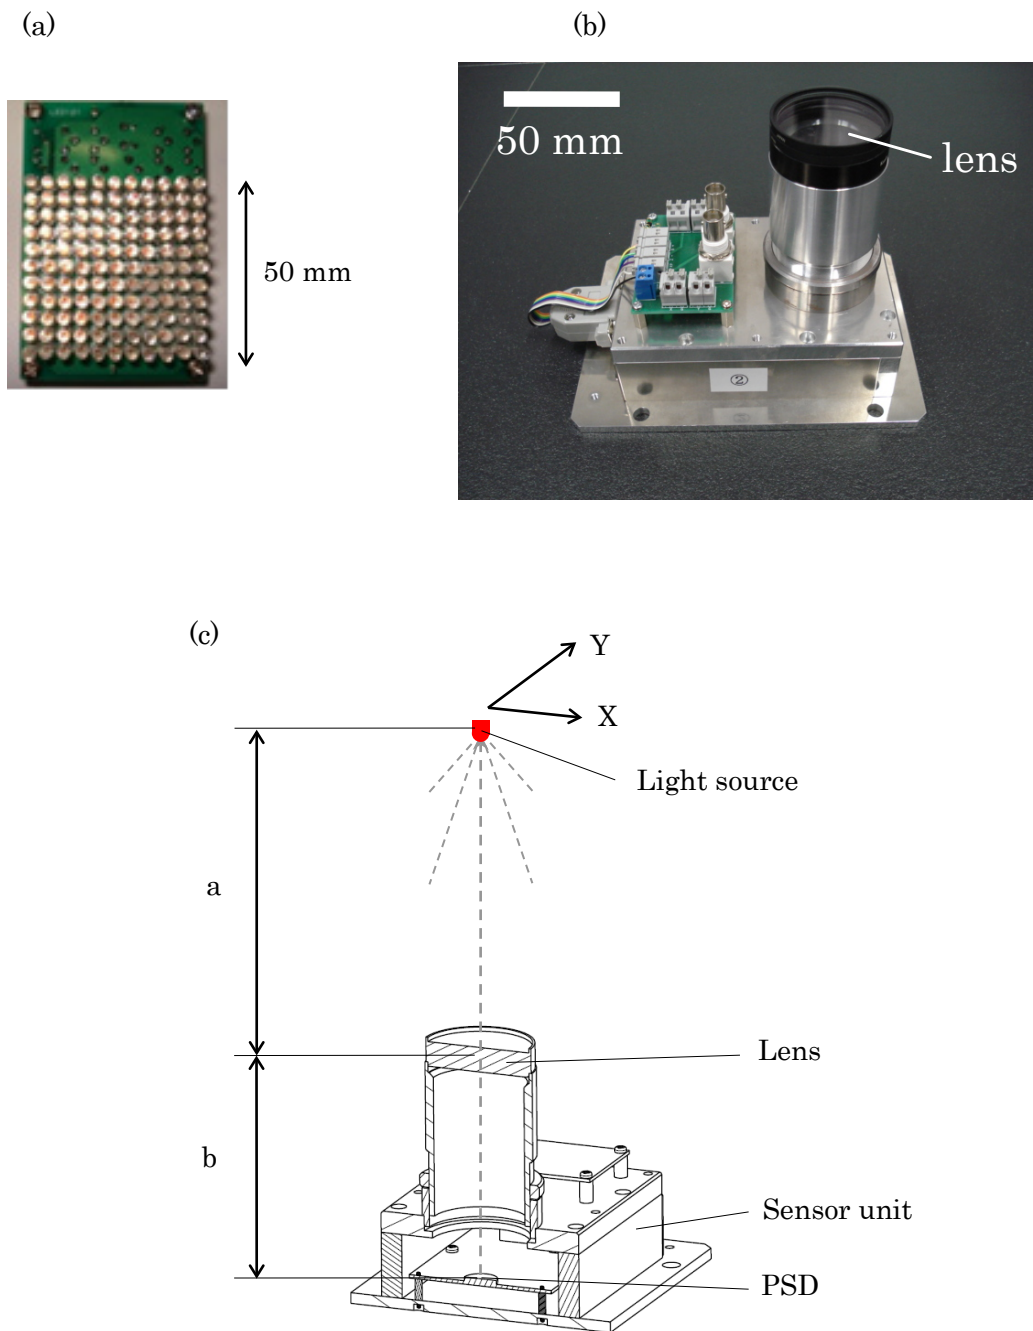 (a)
(b)
50 mm
50 mm
lens
②
(c)
Y
X
Light source
a
Lens
b
Sensor unit
PSD